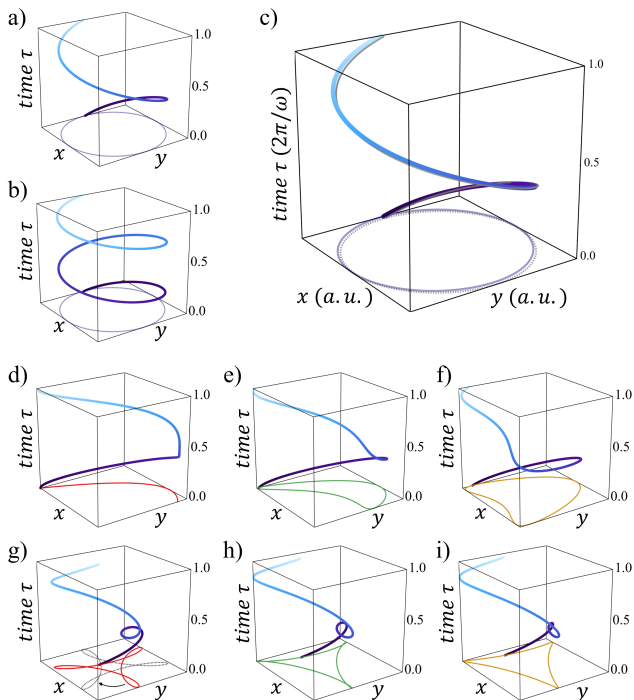 a)
time τ
1.0
0.5
0.0
x
y
b)
time τ
1.0
0.5
0.0
x
y
c)
time τ (2π/ω)
1.0
0.5
0.0
x (a.u.)
y (a.u.)
d)
time τ
1.0
0.5
0.0
x
y
e)
time τ
1.0
0.5
0.0
x
y
f)
time τ
1.0
0.5
0.0
x
y
g)
time τ
1.0
0.5
0.0
x
y
h)
time τ
1.0
0.5
0.0
x
y
i)
time τ
1.0
0.5
0.0
x
y